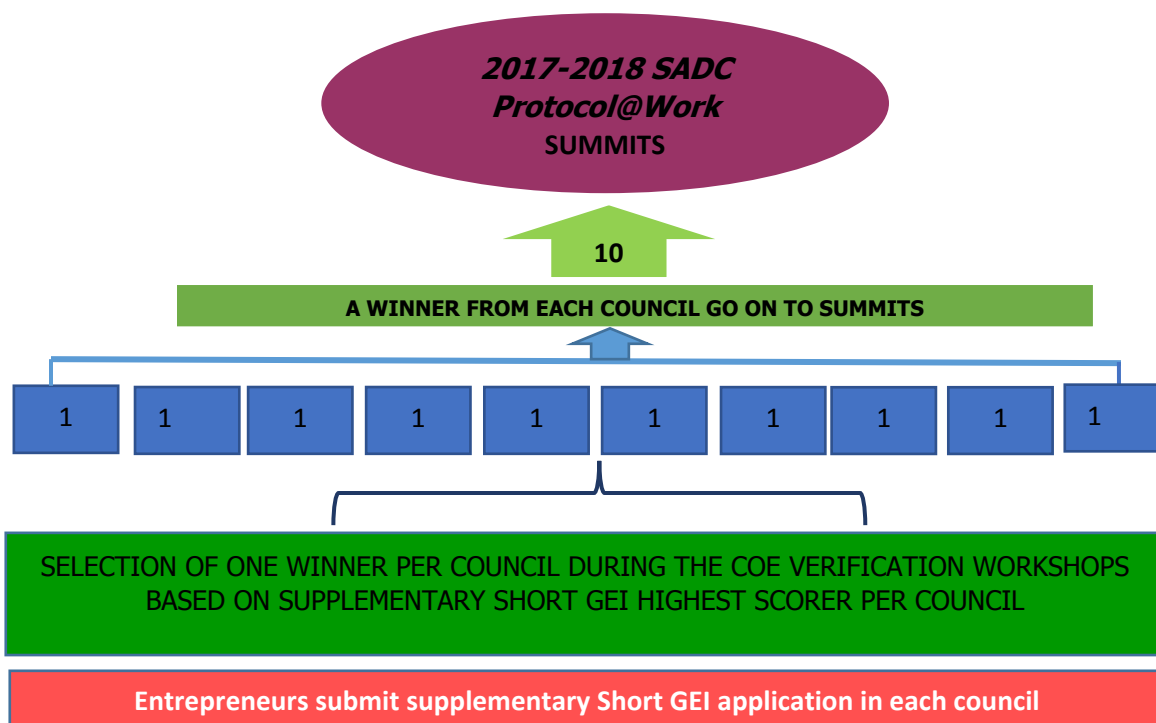 2017-2018 SADC
Protocol@Work
SUMMITS
10
A WINNER FROM EACH COUNCIL GO ON TO SUMMITS
1 1 1 1 1 1 1 1 1 1
SELECTION OF ONE WINNER PER COUNCIL DURING THE COE VERIFICATION WORKSHOPS
BASED ON SUPPLEMENTARY SHORT GEI HIGHEST SCORER PER COUNCIL
Entrepreneurs submit supplementary Short GEI application in each council